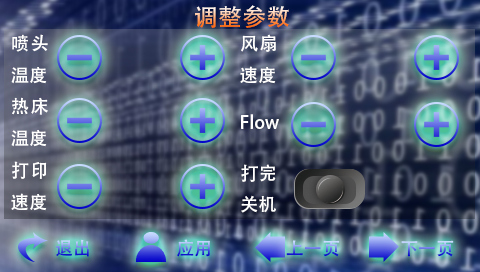 调整参数
喷头
温度
风扇
速度
热床
温度
Flow
打印
速度
打完
关机
退出 应用 上一页 下一页